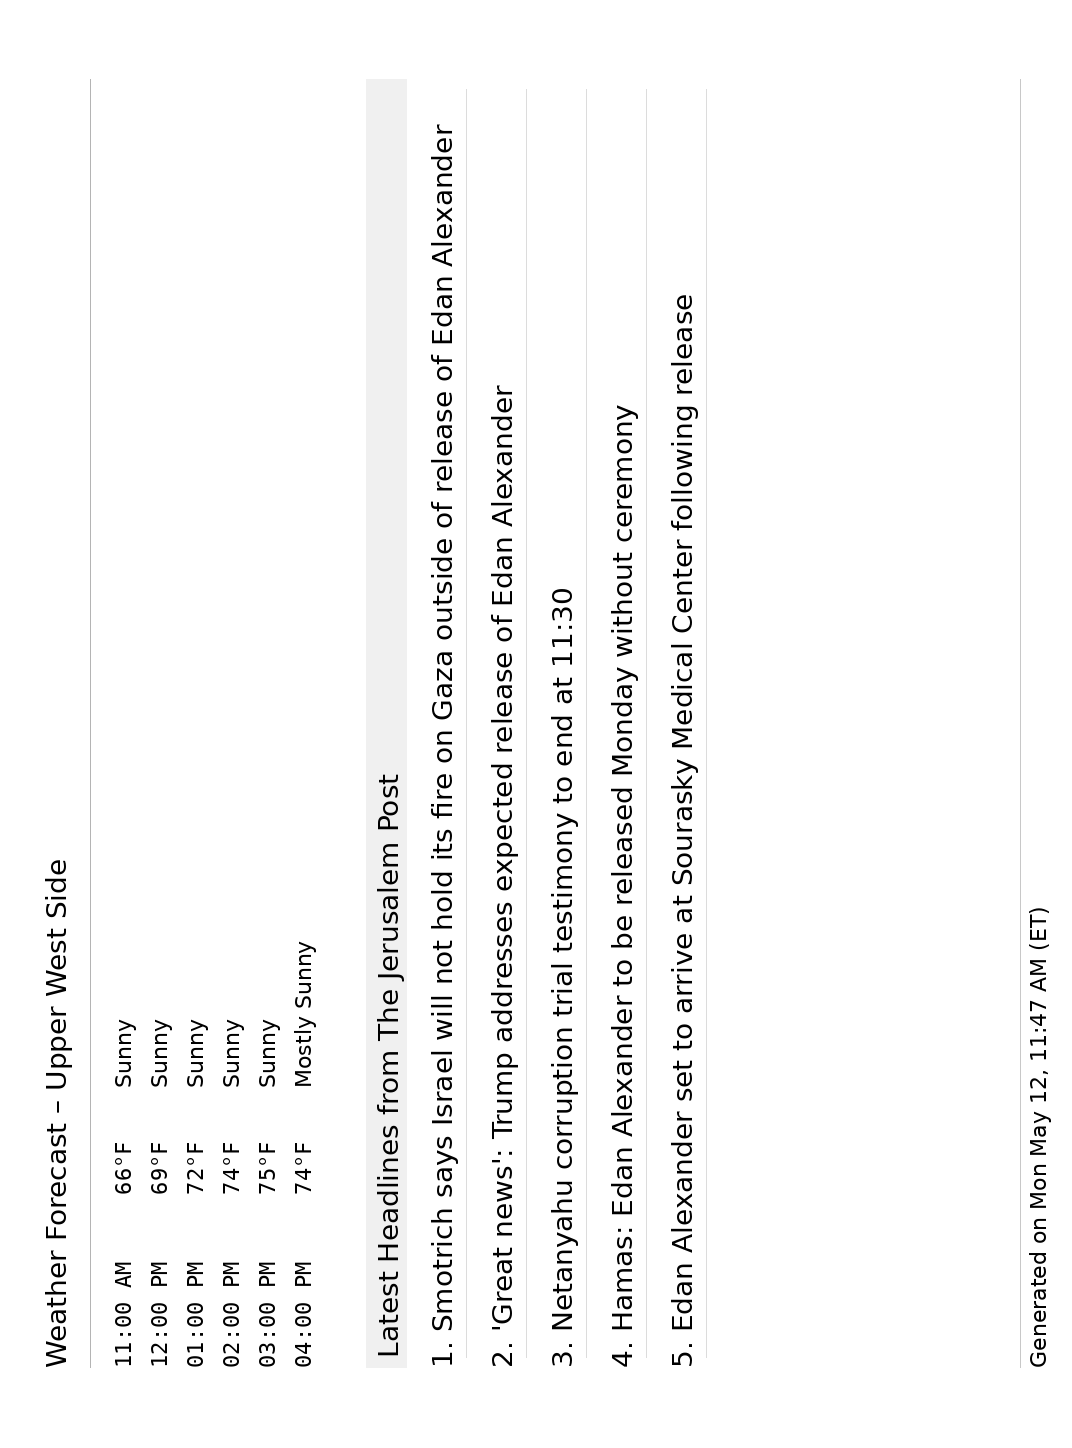 Weather Forecast – Upper West Side
11:00 AM 66°F Sunny
12:00 PM 69°F Sunny
01:00 PM 72°F Sunny
02:00 PM 74°F Sunny
03:00 PM 75°F Sunny
04:00 PM 74°F Mostly Sunny
Latest Headlines from The Jerusalem Post
1. Smotrich says Israel will not hold its fire on Gaza outside of release of Edan Alexander
2. 'Great news': Trump addresses expected release of Edan Alexander
3. Netanyahu corruption trial testimony to end at 11:30
4. Hamas: Edan Alexander to be released Monday without ceremony
5. Edan Alexander set to arrive at Sourasky Medical Center following release
Generated on Mon May 12, 11:47 AM (ET)